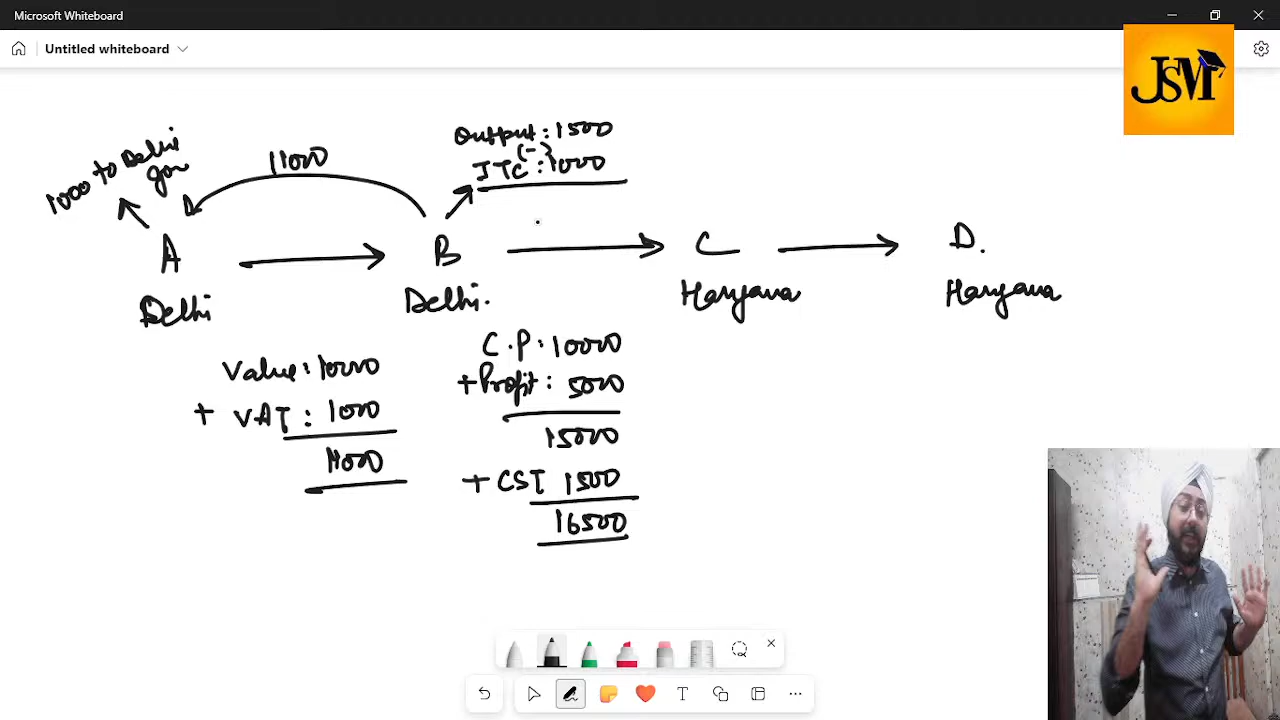 Microsoft Whiteboard
Untitled whiteboard
JSM
1000 to Delhi
gov
11000
Output : 1500
(-)
ITC : 1000
A
B
C
D.
Delhi
Delhi.
Haryana
Haryana
Value : 10000
+ VAT : 1000
11000
C.P : 10000
+ Profit : 5000
15000
+ CST 1500
16500